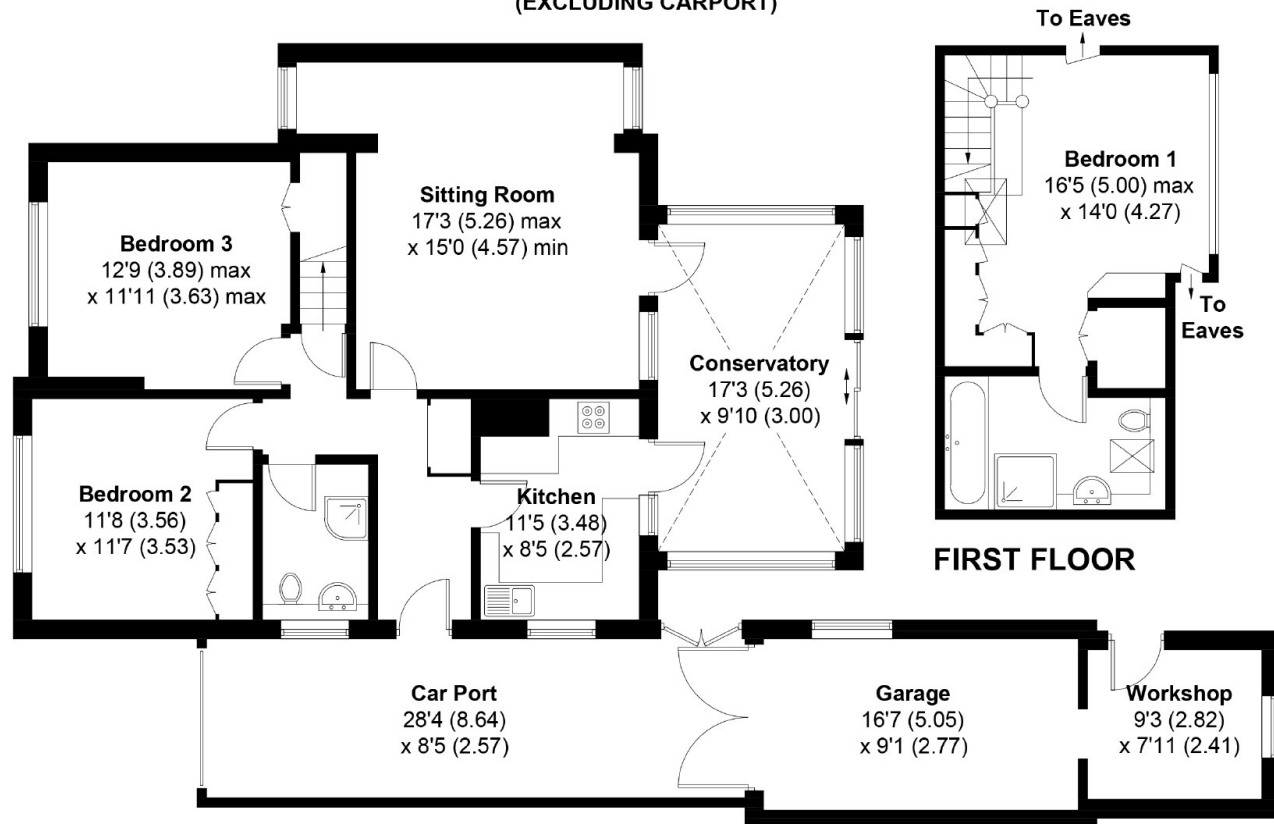 (EXCLUDING CARPORT)
To Eaves
Bedroom 1
16'5 (5.00) max
x 14'0 (4.27)
Sitting Room
17'3 (5.26) max
x 15'0 (4.57) min
Bedroom 3
12'9 (3.89) max
x 11'11 (3.63) max
To
Eaves
Conservatory
17'3 (5.26)
x 9'10 (3.00)
Bedroom 2
11'8 (3.56)
x 11'7 (3.53)
Kitchen
11'5 (3.48)
x 8'5 (2.57)
FIRST FLOOR
Car Port
28'4 (8.64)
x 8'5 (2.57)
Garage
16'7 (5.05)
x 9'1 (2.77)
Workshop
9'3 (2.82)
x 7'11 (2.41)